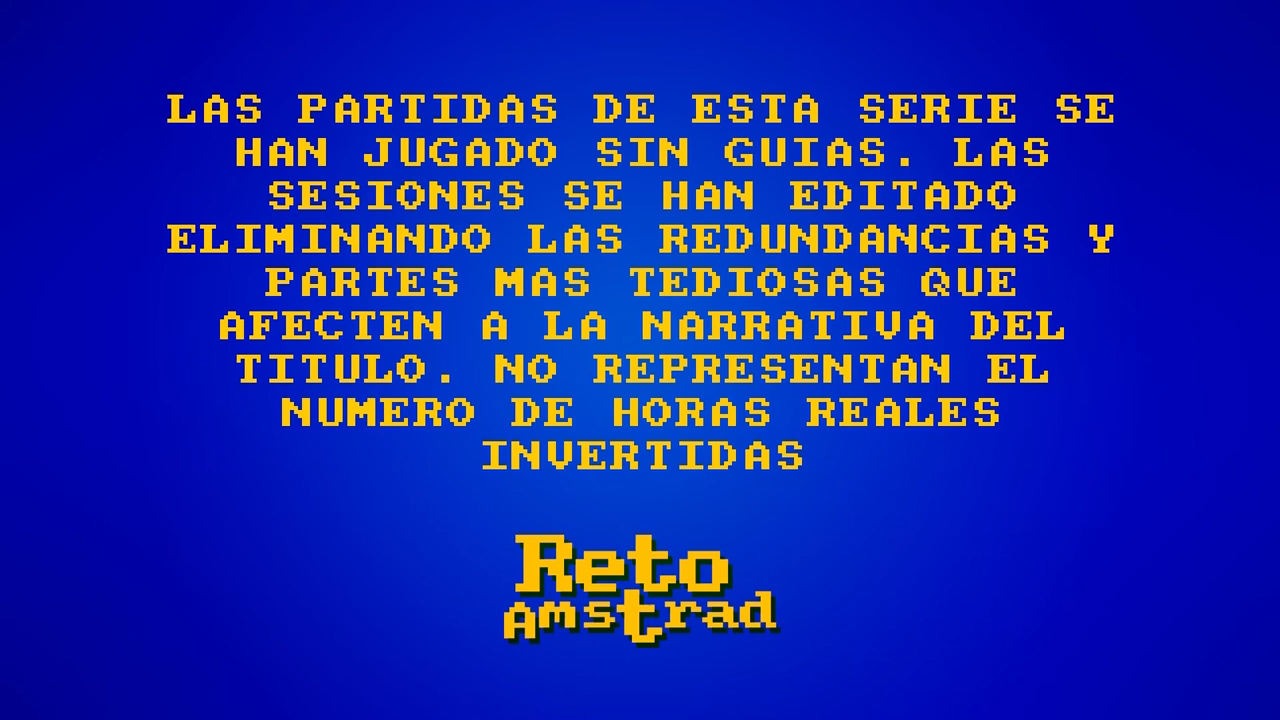 LAS PARTIDAS DE ESTA SERIE SE
HAN JUGADO SIN GUIAS. LAS
SESIONES SE HAN EDITADO
ELIMINANDO LAS REDUNDANCIAS Y
PARTES MAS TEDIOSAS QUE
AFECTEN A LA NARRATIVA DEL
TITULO. NO REPRESENTAN EL
NUMERO DE HORAS REALES
INVERTIDAS
Reto
Amstrad